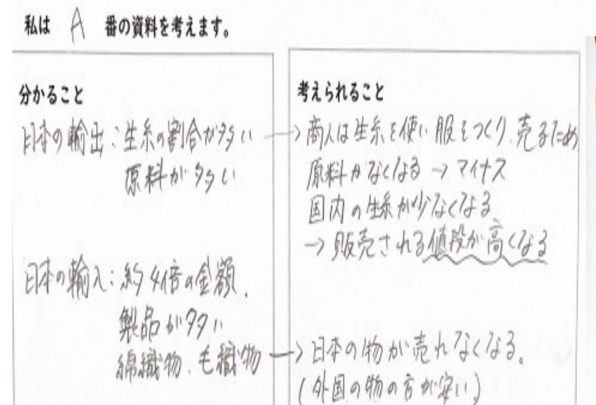 私は A 番の資料を考えます。
分かること
日本の輸出：生糸の割合が多い
原料が多い
日本の輸入：約4倍の金額、
製品が多い
綿織物、毛織物
考えられること
→商人は生糸を使い服をつくり、売るため
原料がなくなる → マイナス
国内の生糸が少なくなる
→ 販売される値段が高くなる
→日本の物が売れなくなる。
(外国の物の方が安い)